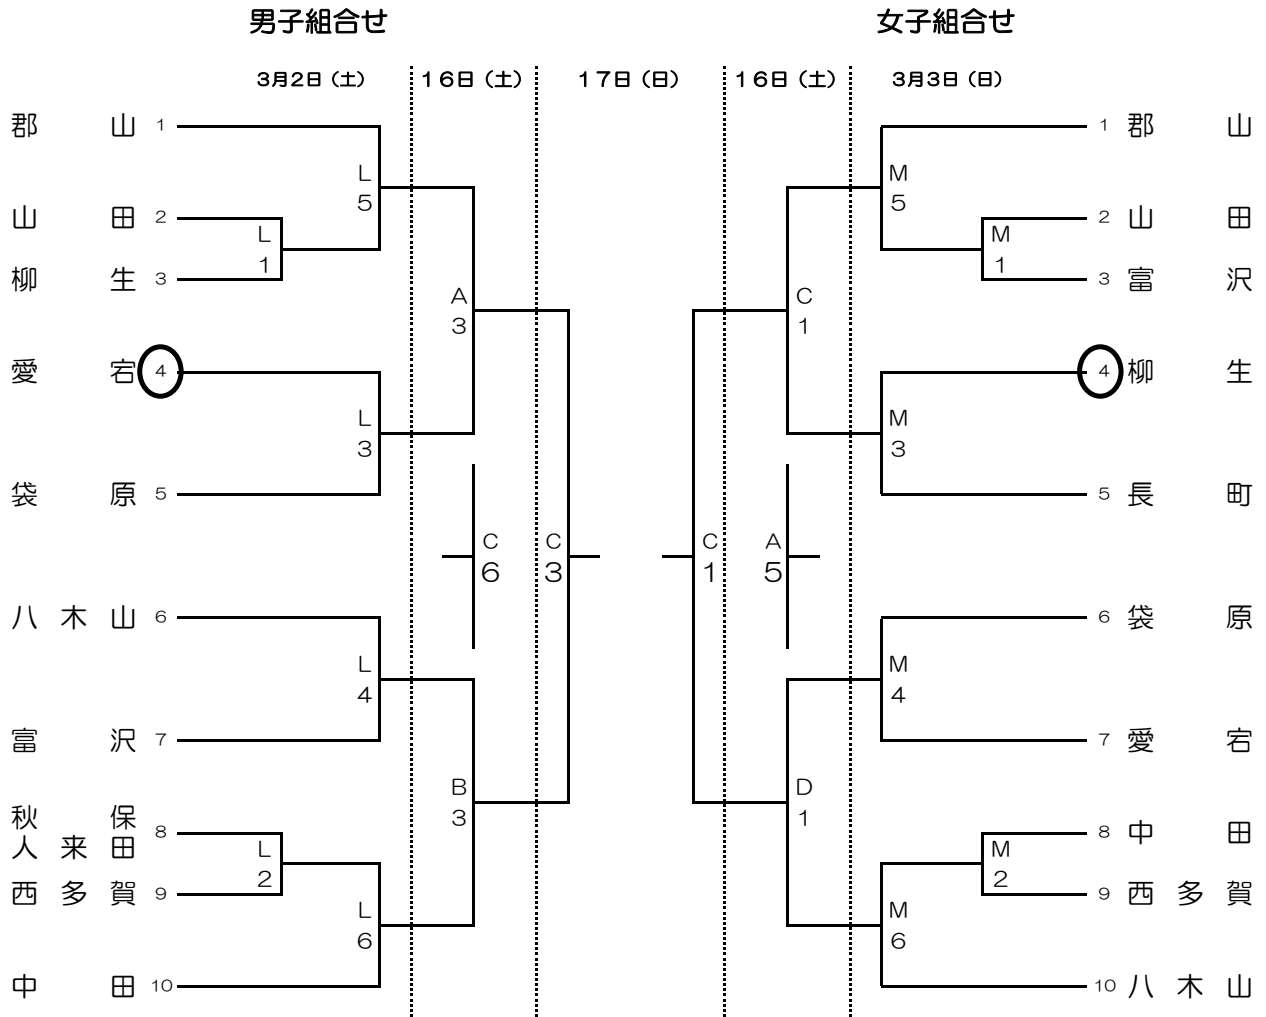 男子組合せ 女子組合せ
3月2日（土） 16日（土） 17日（日） 16日（土） 3月3日（日）
郡山 1 1 郡山
L M
5 5
山田 2 2 山田
L M
1 1
柳生 3 3 富沢
A C
3 1
愛宕 4 4 柳生
L M
3 3
袋原 5 5 長町
C C C A
6 3 1 5
八木山 6 6 袋原
L M
4 4
富沢 7 7 愛宕
B D
3 1
秋保
8 8 中田
人来田
L M
2 2
西多賀 9 9 西多賀
L M
6 6
中田 10 10 八木山